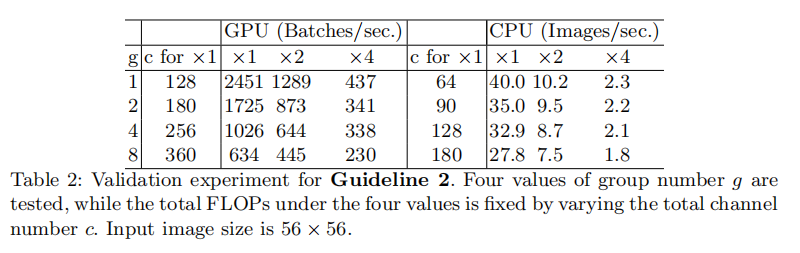 GPU (Batches/sec.) CPU (Images/sec.)
g c for ×1 ×1 ×2 ×4 c for ×1 ×1 ×2 ×4
1 128 2451 1289 437 64 40.0 10.2 2.3
2 180 1725 873 341 90 35.0 9.5 2.2
4 256 1026 644 338 128 32.9 8.7 2.1
8 360 634 445 230 180 27.8 7.5 1.8
Table 2: Validation experiment for Guideline 2. Four values of group number g are
tested, while the total FLOPs under the four values is fixed by varying the total channel
number c. Input image size is 56 × 56.